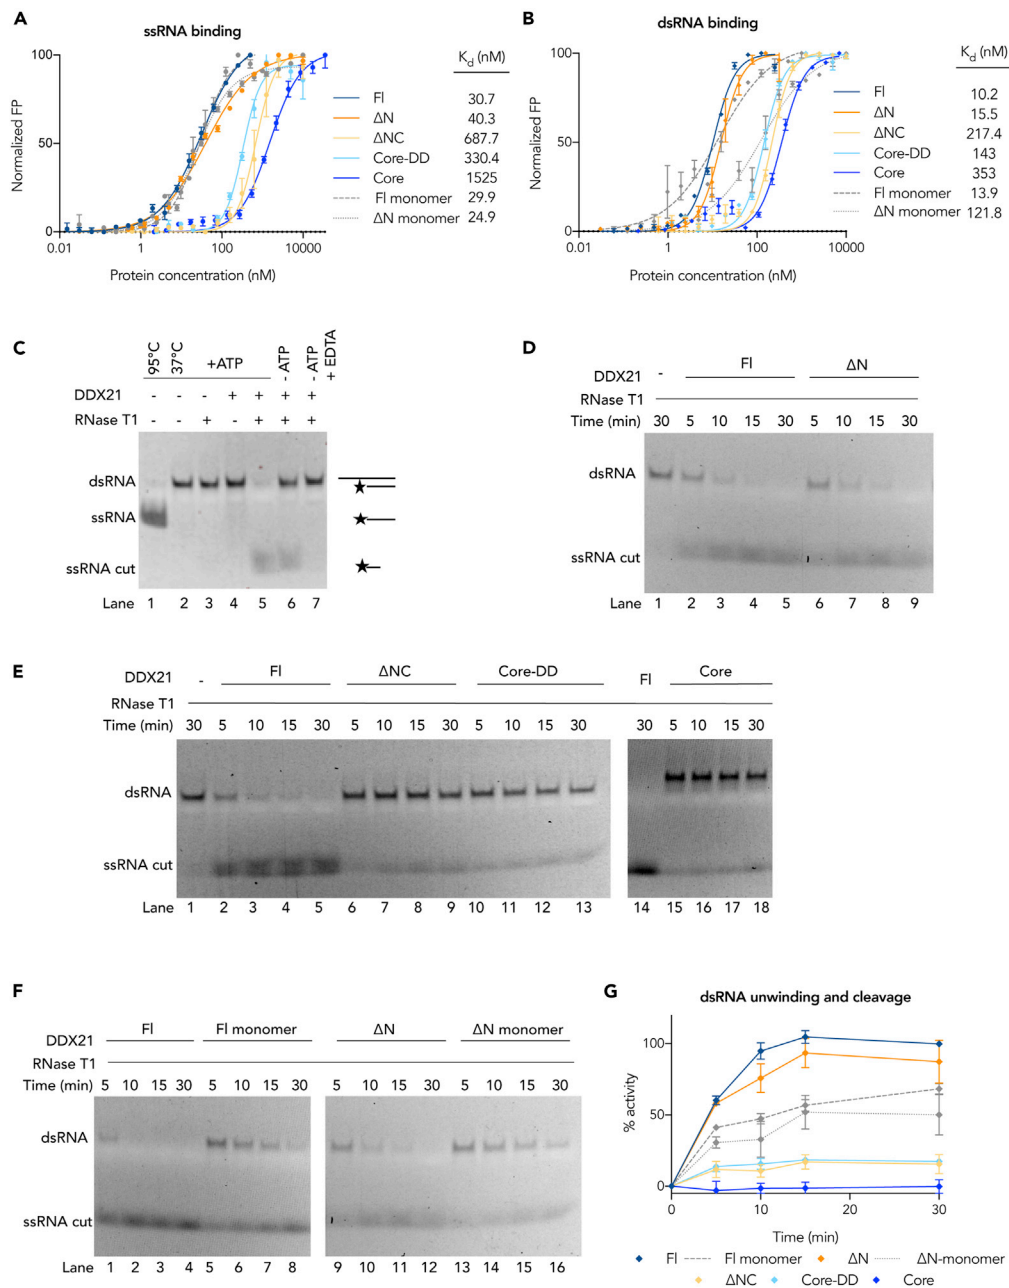 A
ssRNA binding
Normalized FP
100
50
0
0.01
1
100
10000
Protein concentration (nM)
Kd (nM)
Fl 30.7
ΔN 40.3
ΔNC 687.7
Core-DD 330.4
Core 1525
Fl monomer 29.9
ΔN monomer 24.9
B
dsRNA binding
Normalized FP
100
50
0
0.01
1
100
10000
Protein concentration (nM)
Kd (nM)
Fl 10.2
ΔN 15.5
ΔNC 217.4
Core-DD 143
Core 353
Fl monomer 13.9
ΔN monomer 121.8
C
95°C 37°C +ATP - ATP - ATP + EDTA
DDX21 - - - + + + +
RNase T1 - - + - + + +
dsRNA
ssRNA
ssRNA cut
Lane 1 2 3 4 5 6 7
D
DDX21 - Fl ΔN
RNase T1
Time (min) 30 5 10 15 30 5 10 15 30
dsRNA
ssRNA cut
Lane 1 2 3 4 5 6 7 8 9
E
DDX21 - Fl ΔNC Core-DD Fl Core
RNase T1
Time (min) 30 5 10 15 30 5 10 15 30 5 10 15 30 30 5 10 15 30
dsRNA
ssRNA cut
Lane 1 2 3 4 5 6 7 8 9 10 11 12 13 14 15 16 17 18
F
DDX21 Fl Fl monomer ΔN ΔN monomer
RNase T1
Time (min) 5 10 15 30 5 10 15 30 5 10 15 30 5 10 15 30
dsRNA
ssRNA cut
Lane 1 2 3 4 5 6 7 8 9 10 11 12 13 14 15 16
G
dsRNA unwinding and cleavage
% activity
100
50
0
0
10
20
30
Time (min)
Fl Fl monomer ΔN ΔN-monomer
ΔNC Core-DD Core